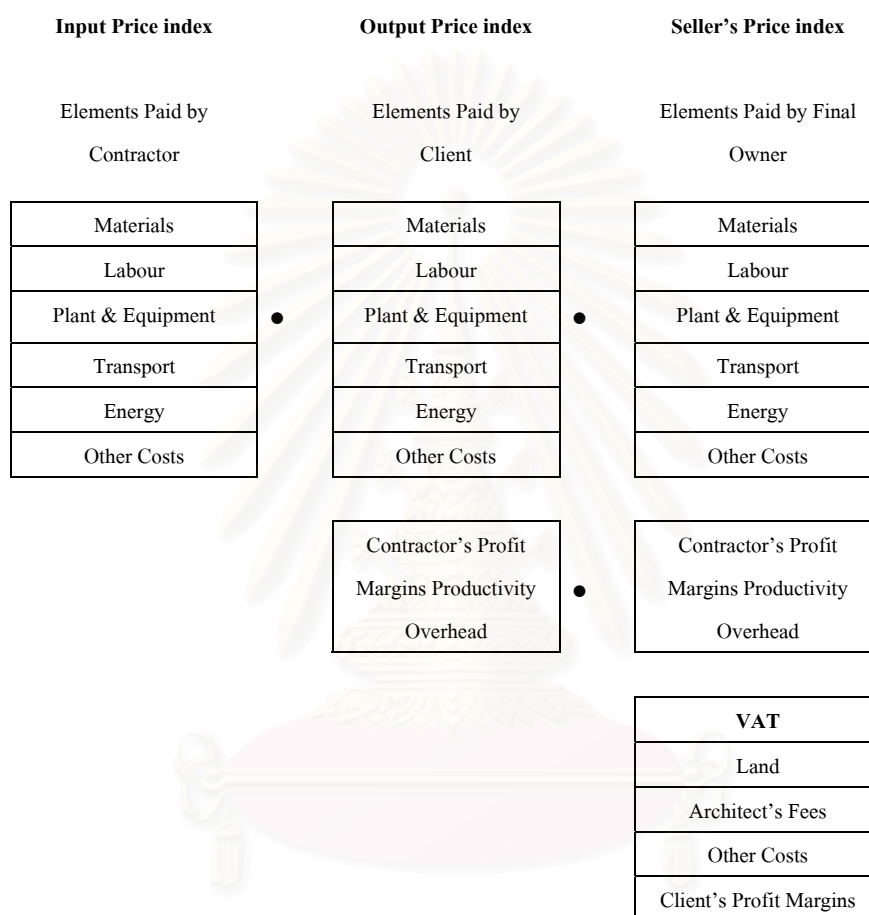 Input Price index
Output Price index
Seller's Price index
Elements Paid by
Contractor
Elements Paid by
Client
Elements Paid by Final
Owner
Materials
Labour
Plant & Equipment
Transport
Energy
Other Costs
Materials
Labour
Plant & Equipment
Transport
Energy
Other Costs
Materials
Labour
Plant & Equipment
Transport
Energy
Other Costs
Contractor's Profit
Margins Productivity
Overhead
Contractor's Profit
Margins Productivity
Overhead
VAT
Land
Architect's Fees
Other Costs
Client's Profit Margins